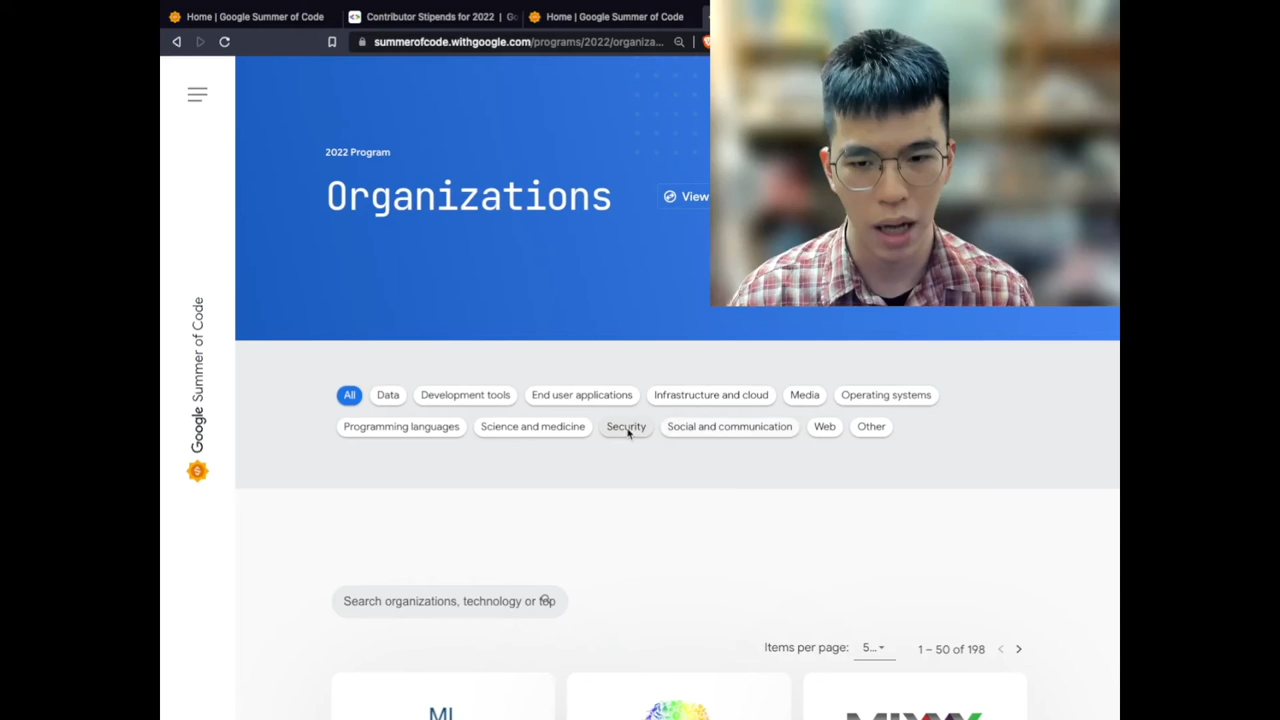 Home | Google Summer of Code
Contributor Stipends for 2022 | Go
Home | Google Summer of Code
summerofcode.withgoogle.com/programs/2022/organiza...
2022 Program
Organizations
View
Google Summer of Code
All
Data
Development tools
End user applications
Infrastructure and cloud
Media
Operating systems
Programming languages
Science and medicine
Security
Social and communication
Web
Other
Search organizations, technology or top
Items per page:
5...
1 – 50 of 198